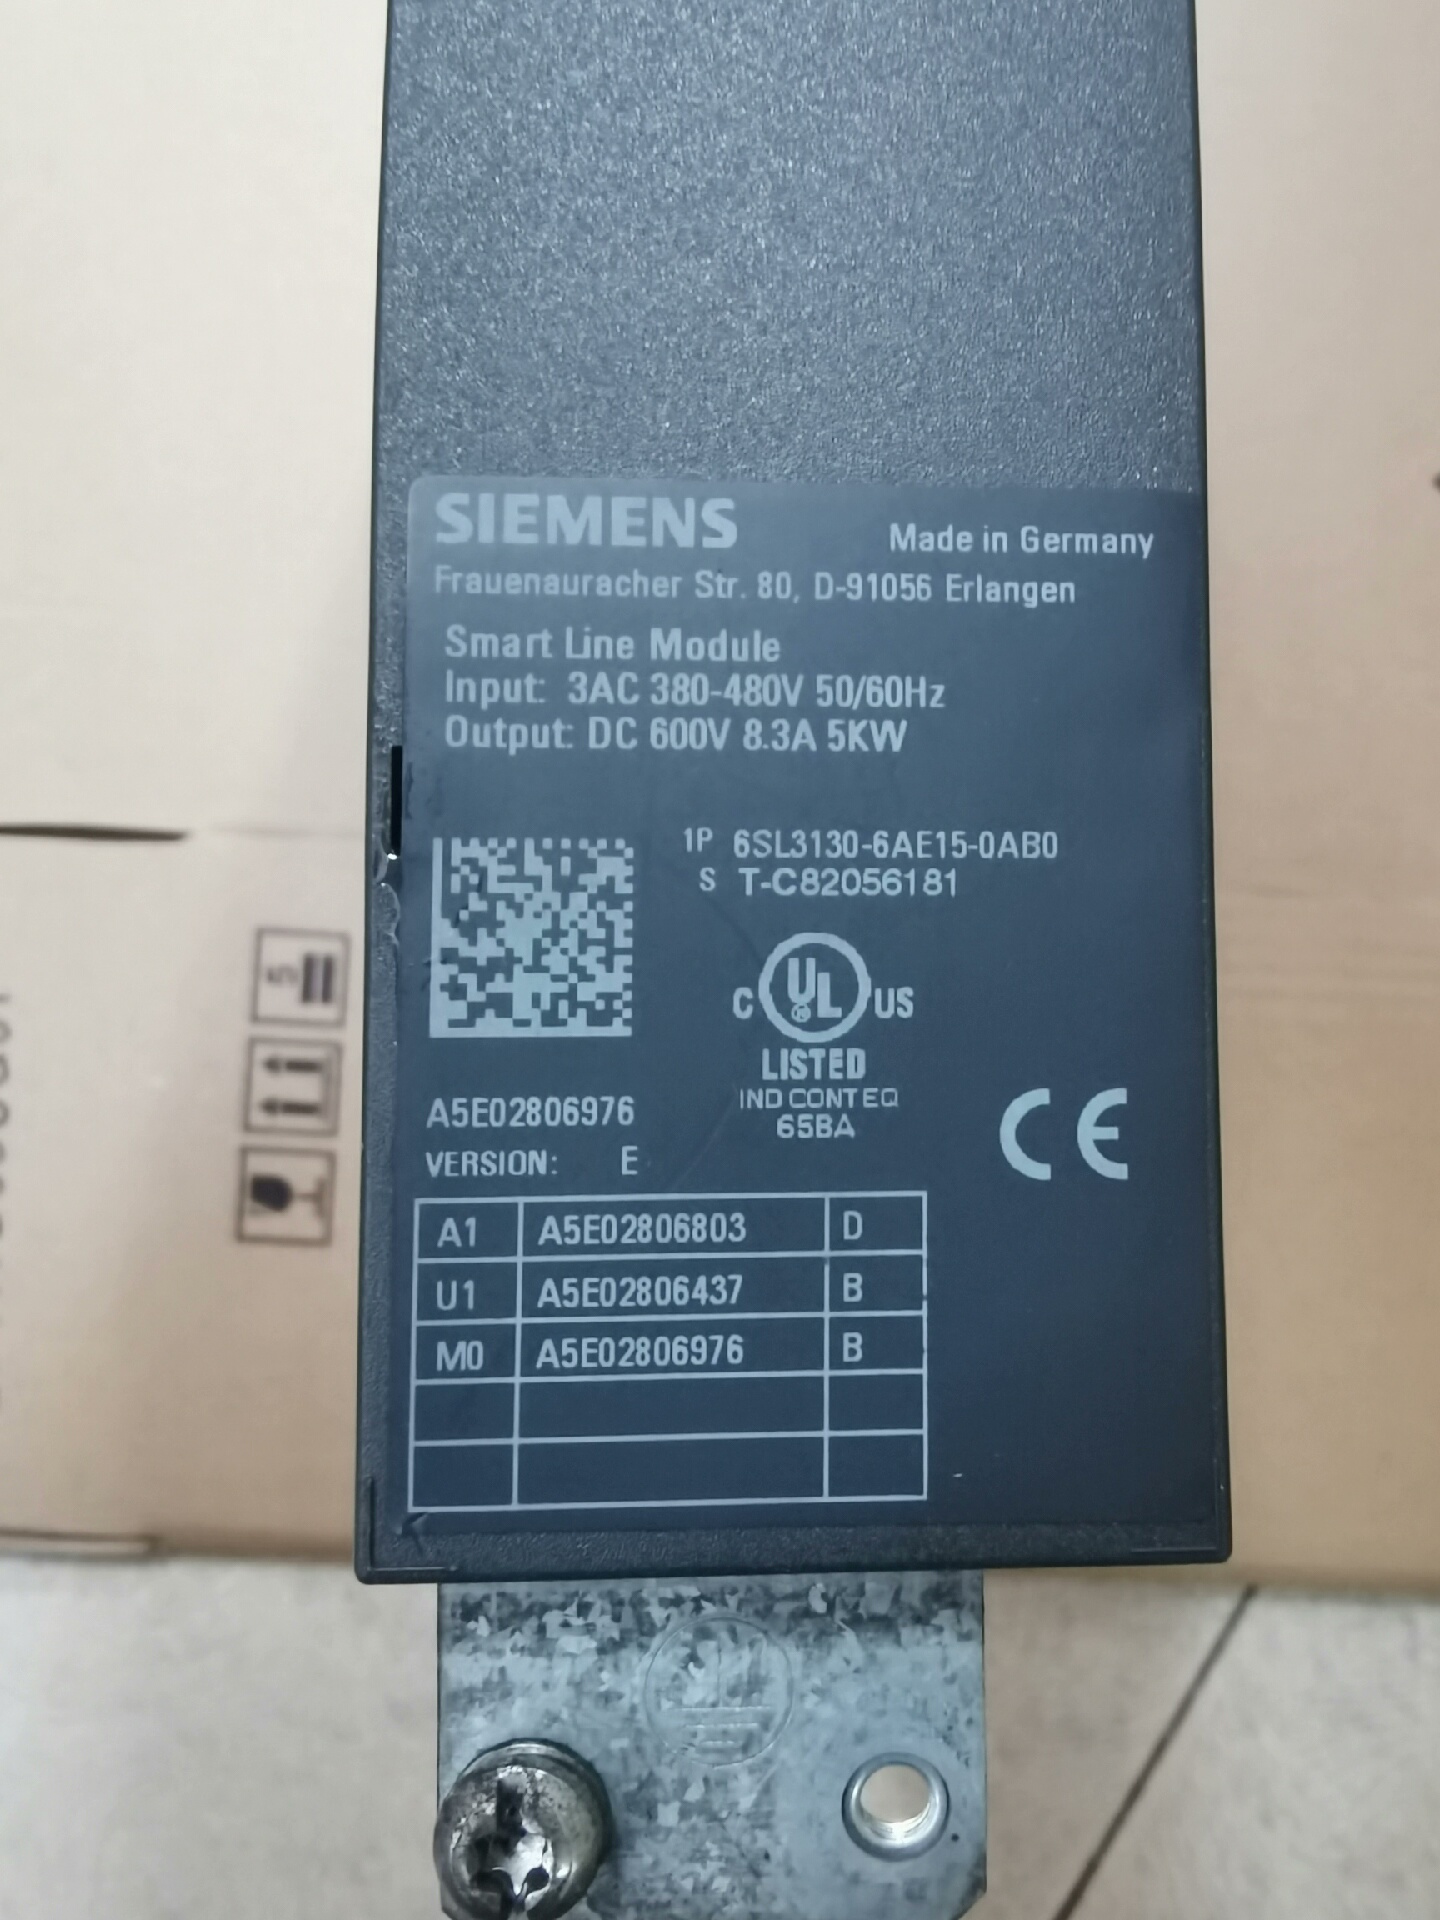 SIEMENS
Made in Germany
Frauenauracher Str. 80, D-91056 Erlangen
Smart Line Module
Input: 3AC 380-480V 50/60Hz
Output: DC 600V 8.3A 5KW
1P 6SL3130-6AE15-0AB0
S T-C82056181
C UL ® US
LISTED
IND CONT EQ
65BA
CE
A5E02806976
VERSION: E
A1 A5E02806803 D
U1 A5E02806437 B
M0 A5E02806976 B
5